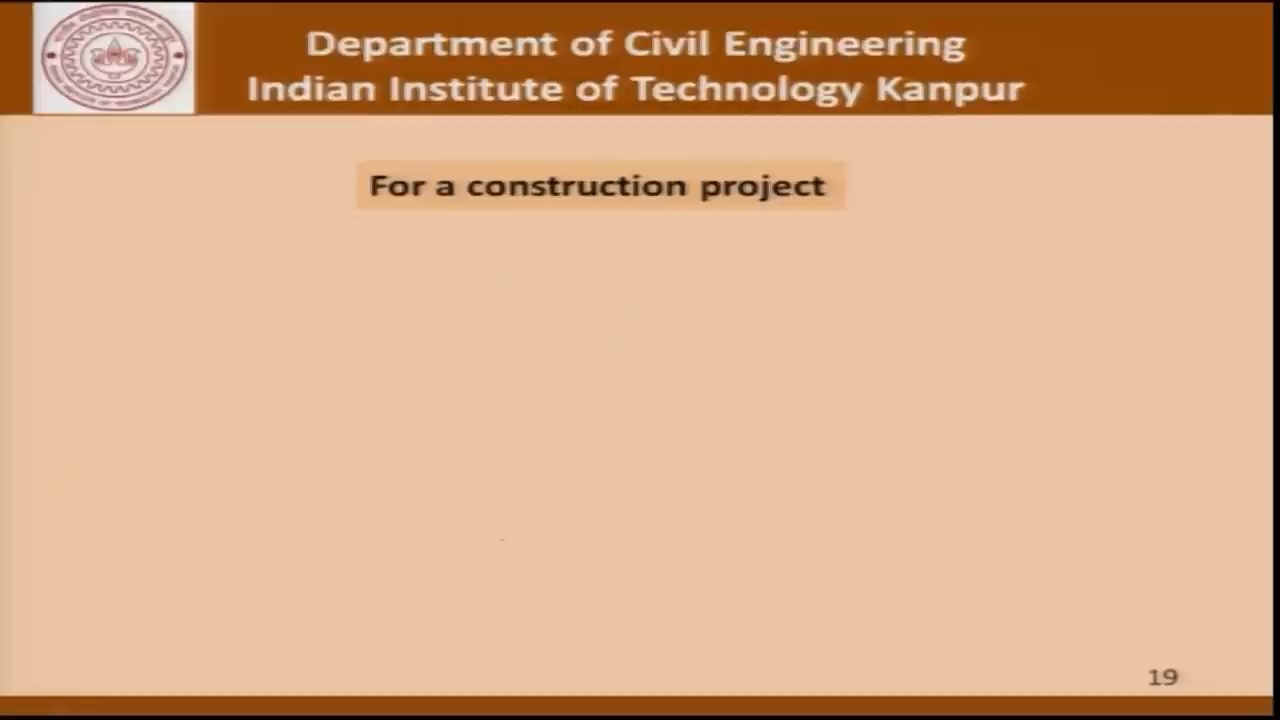 Department of Civil Engineering
Indian Institute of Technology Kanpur
For a construction project
19